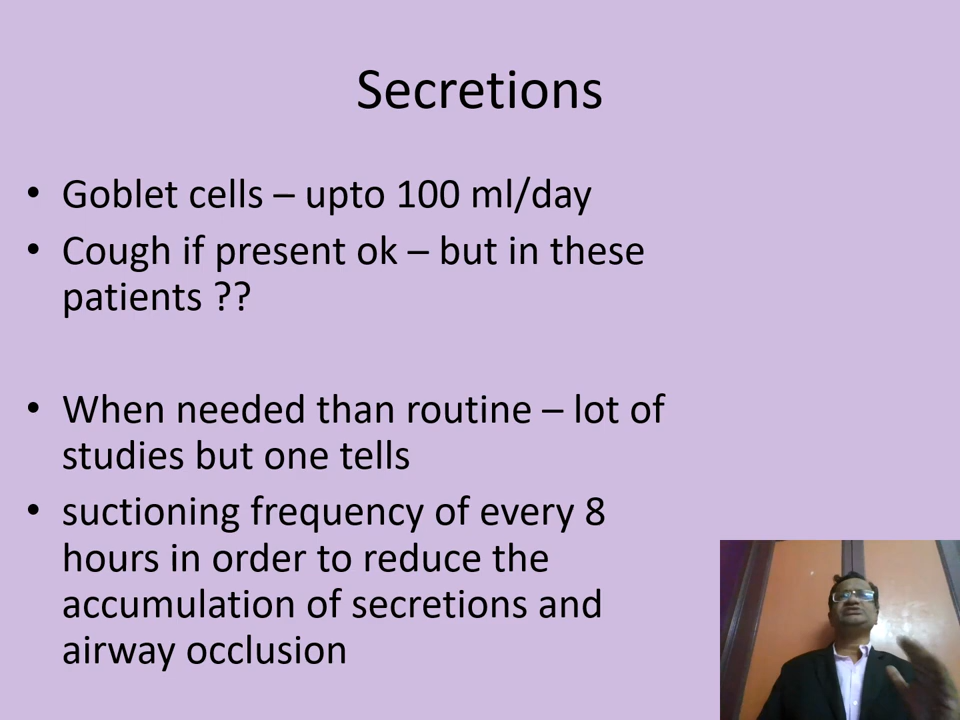 Secretions
• Goblet cells – upto 100 ml/day
• Cough if present ok – but in these
patients ??
• When needed than routine – lot of
studies but one tells
• suctioning frequency of every 8
hours in order to reduce the
accumulation of secretions and
airway occlusion